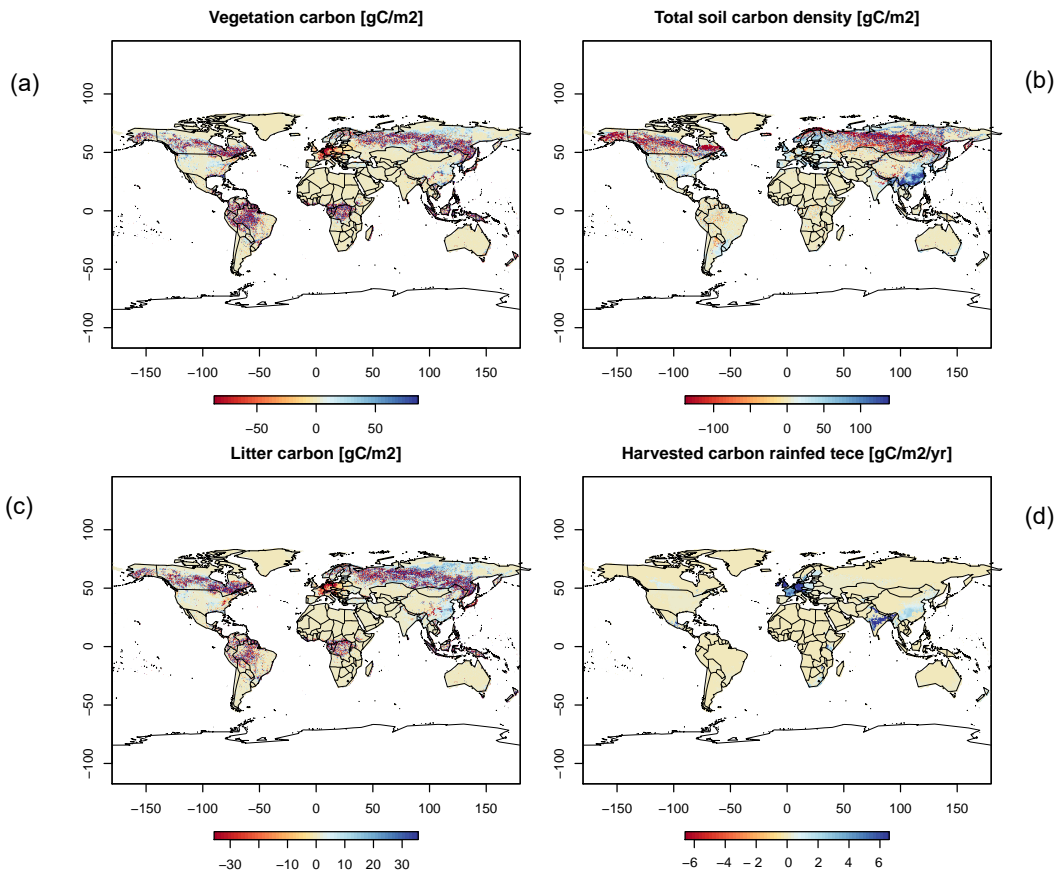 Vegetation carbon [gC/m2]
(a)
100
50
0
−50
−100
−150 −100 −50 0 50 100 150
−50 0 50
Total soil carbon density [gC/m2]
(b)
100
50
0
−50
−100
−150 −100 −50 0 50 100 150
−100 0 50 100
Litter carbon [gC/m2]
(c)
100
50
0
−50
−100
−150 −100 −50 0 50 100 150
−30 −10 0 10 20 30
Harvested carbon rainfed tece [gC/m2/yr]
(d)
100
50
0
−50
−100
−150 −100 −50 0 50 100 150
−6 −4 − 2 0 2 4 6